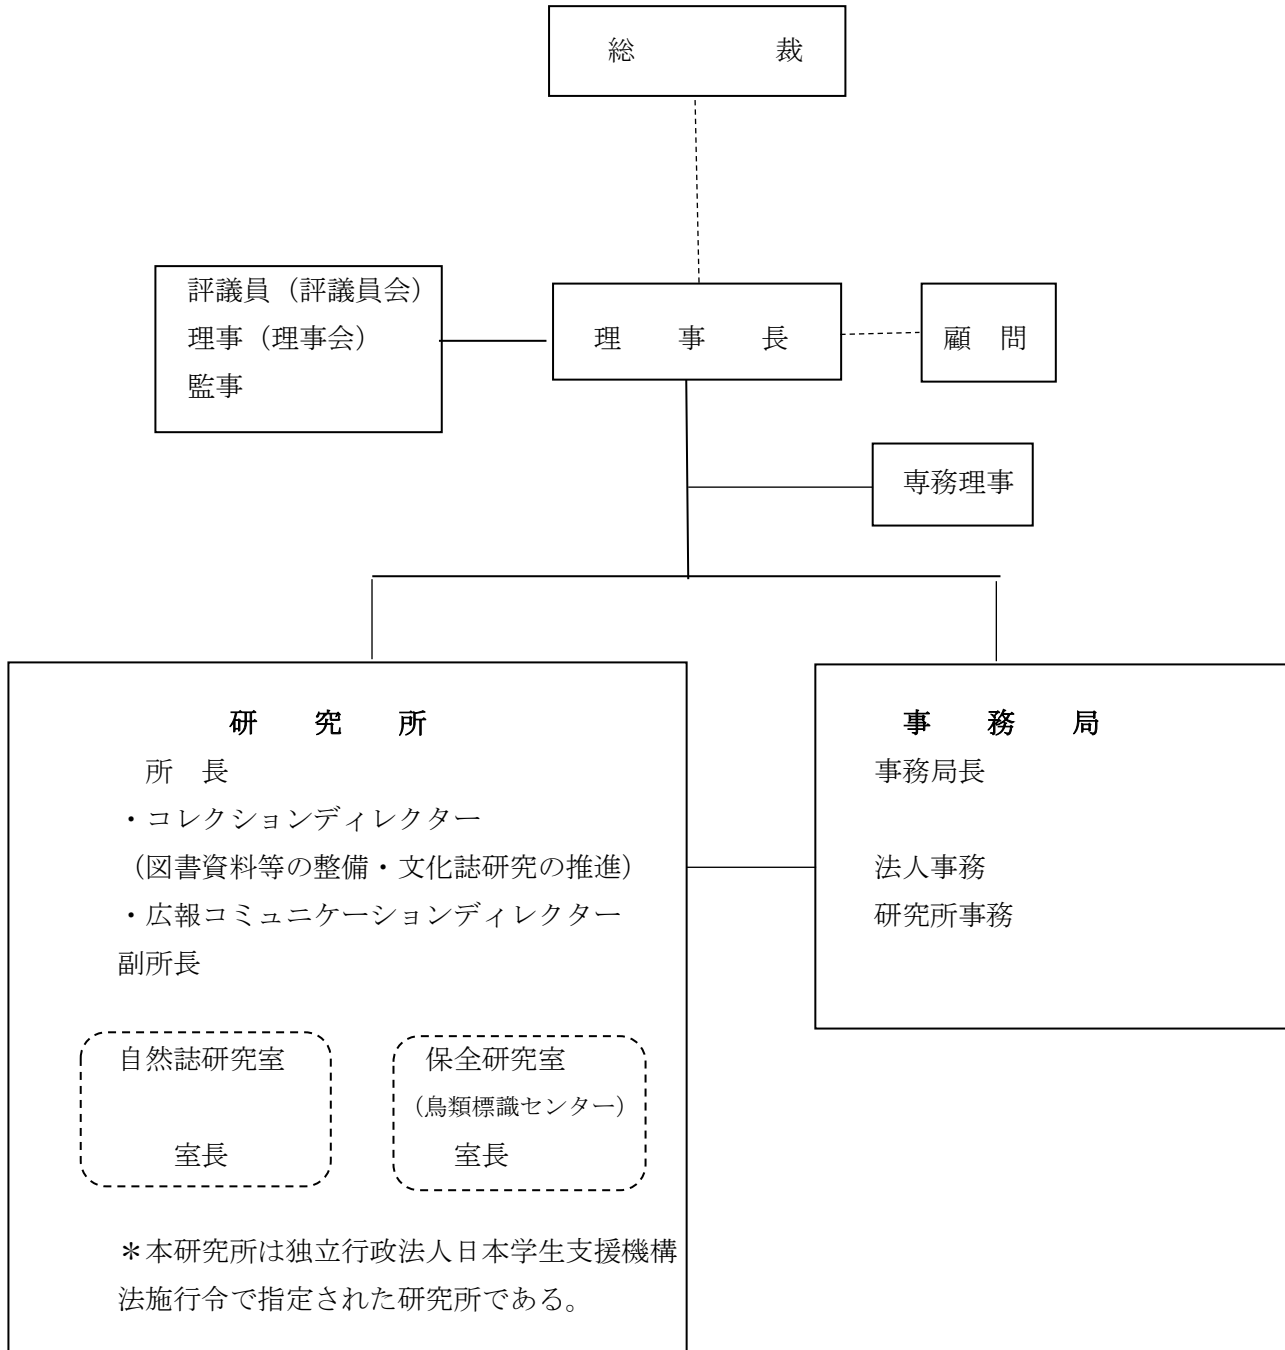 総　　　　　裁
評議員（評議員会）
理事（理事会）
監事
理　　事　　長
顧　問
専務理事
研　　究　　所
所　長
・コレクションディレクター
（図書資料等の整備・文化誌研究の推進）
・広報コミュニケーションディレクター
副所長
自然誌研究室
室長
保全研究室
（鳥類標識センター）
室長
＊本研究所は独立行政法人日本学生支援機構
法施行令で指定された研究所である。
事　　務　　局
事務局長
法人事務
研究所事務